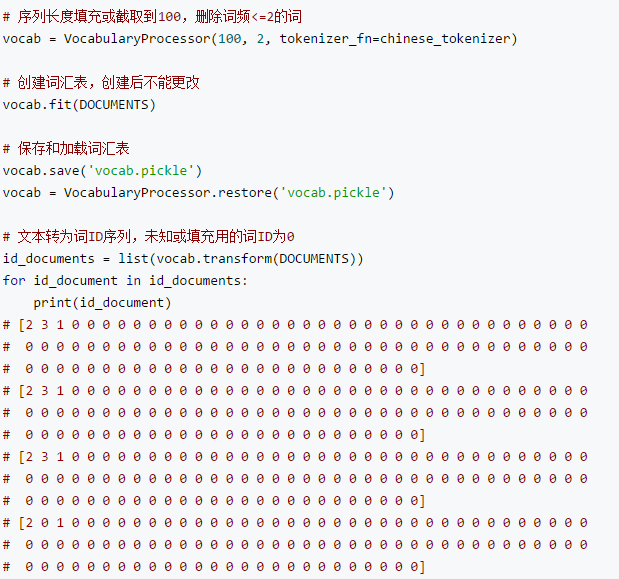 # 序列长度填充或截取到100，删除词频<=2的词
vocab = VocabularyProcessor(100, 2, tokenizer_fn=chinese_tokenizer)
# 创建词汇表，创建后不能更改
vocab.fit(DOCUMENTS)
# 保存和加载词汇表
vocab.save('vocab.pickle')
vocab = VocabularyProcessor.restore('vocab.pickle')
# 文本转为词ID序列，未知或填充用的词ID为0
id_documents = list(vocab.transform(DOCUMENTS))
for id_document in id_documents:
    print(id_document)
# [2 3 1 0 0 0 0 0 0 0 0 0 0 0 0 0 0 0 0 0 0 0 0 0 0 0 0 0 0 0 0 0 0 0 0 0 0
#  0 0 0 0 0 0 0 0 0 0 0 0 0 0 0 0 0 0 0 0 0 0 0 0 0 0 0 0 0 0 0 0 0 0 0 0 0
#  0 0 0 0 0 0 0 0 0 0 0 0 0 0 0 0 0 0 0 0 0 0 0 0 0 0]
# [2 3 1 0 0 0 0 0 0 0 0 0 0 0 0 0 0 0 0 0 0 0 0 0 0 0 0 0 0 0 0 0 0 0 0 0 0
#  0 0 0 0 0 0 0 0 0 0 0 0 0 0 0 0 0 0 0 0 0 0 0 0 0 0 0 0 0 0 0 0 0 0 0 0 0
#  0 0 0 0 0 0 0 0 0 0 0 0 0 0 0 0 0 0 0 0 0 0 0 0 0 0]
# [2 3 1 0 0 0 0 0 0 0 0 0 0 0 0 0 0 0 0 0 0 0 0 0 0 0 0 0 0 0 0 0 0 0 0 0 0
#  0 0 0 0 0 0 0 0 0 0 0 0 0 0 0 0 0 0 0 0 0 0 0 0 0 0 0 0 0 0 0 0 0 0 0 0 0
#  0 0 0 0 0 0 0 0 0 0 0 0 0 0 0 0 0 0 0 0 0 0 0 0 0 0]
# [2 0 1 0 0 0 0 0 0 0 0 0 0 0 0 0 0 0 0 0 0 0 0 0 0 0 0 0 0 0 0 0 0 0 0 0 0
#  0 0 0 0 0 0 0 0 0 0 0 0 0 0 0 0 0 0 0 0 0 0 0 0 0 0 0 0 0 0 0 0 0 0 0 0 0
#  0 0 0 0 0 0 0 0 0 0 0 0 0 0 0 0 0 0 0 0 0 0 0 0 0 0]